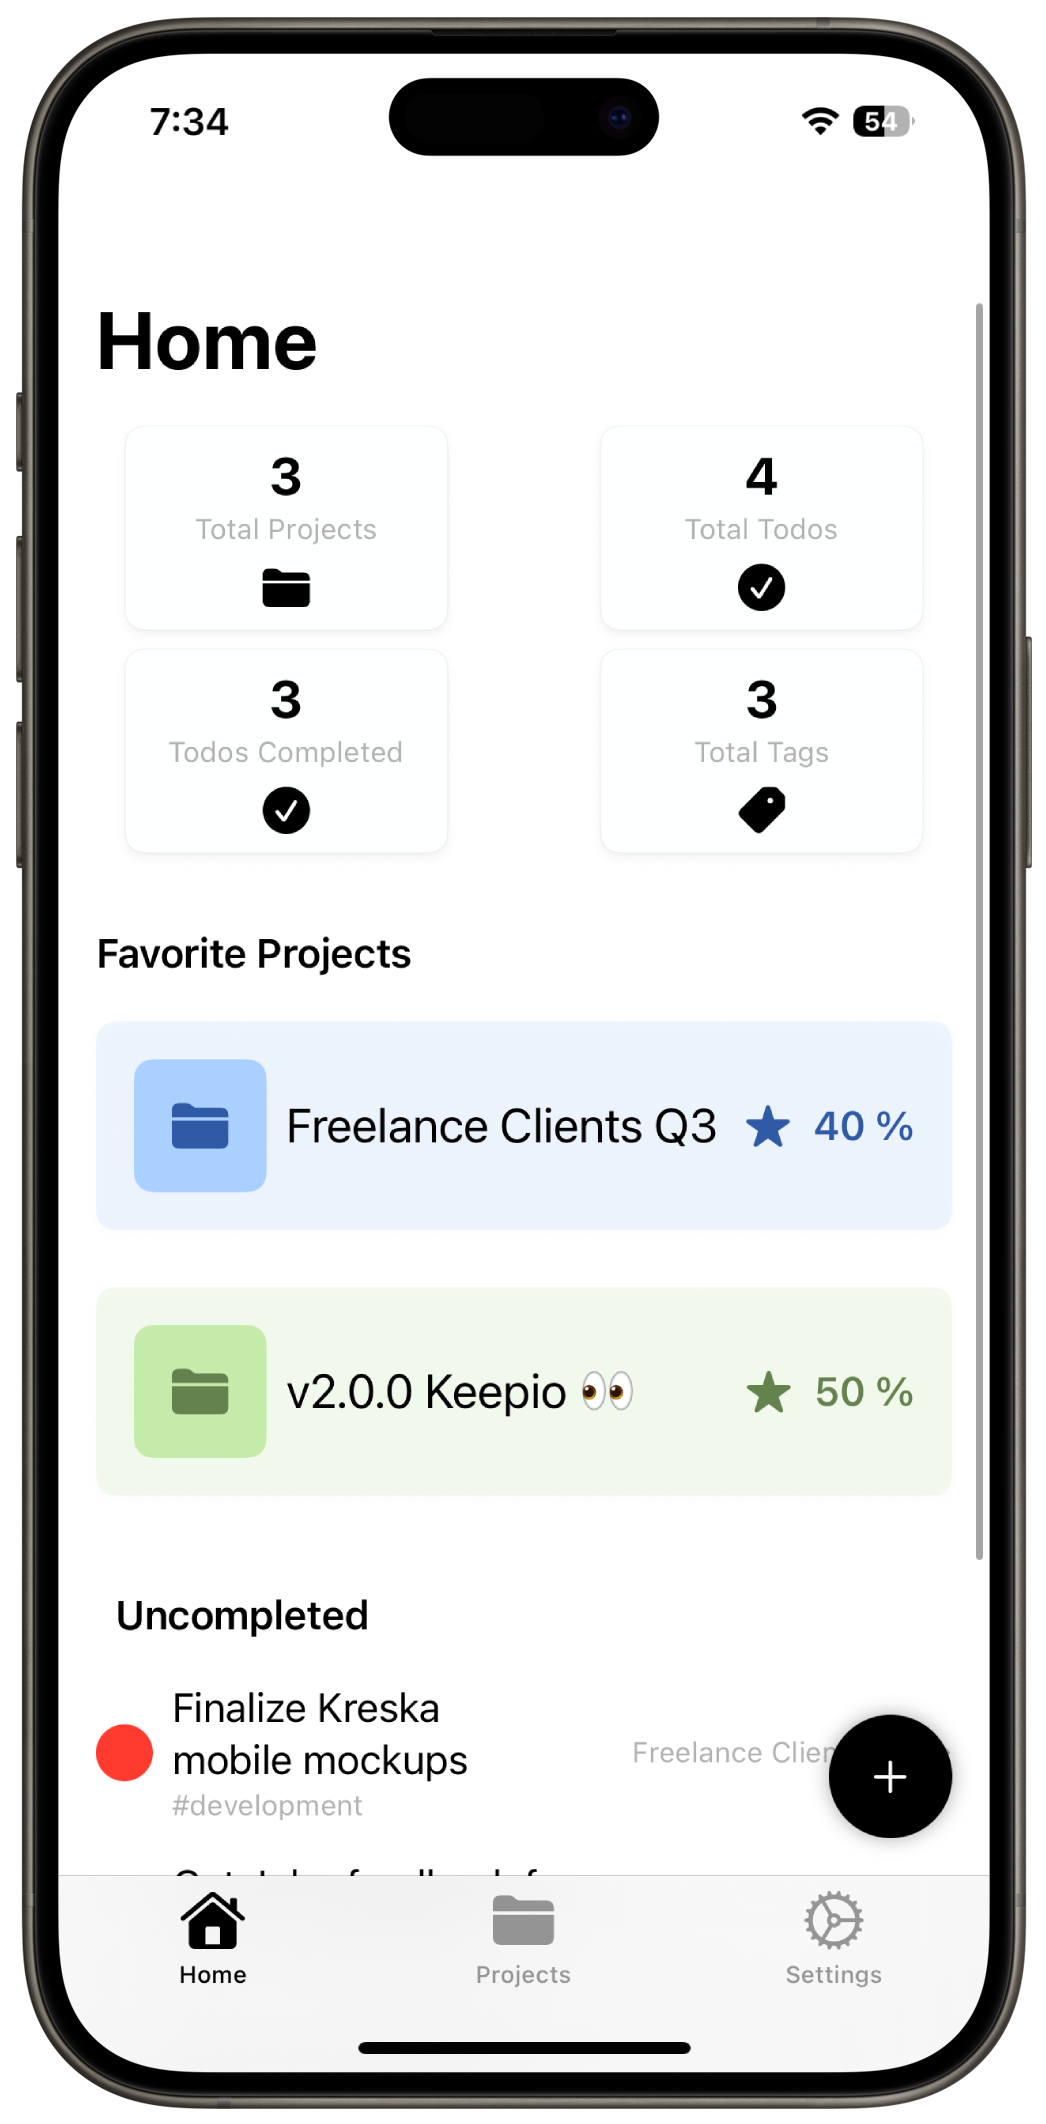 7:34
54
Home
3
Total Projects
4
Total Todos
3
Todos Completed
3
Total Tags
Favorite Projects
Freelance Clients Q3
40 %
v2.0.0 Keepio 👀
50 %
Uncompleted
Finalize Kreska
mobile mockups
Freelance Clien
#development
Home
Projects
Settings